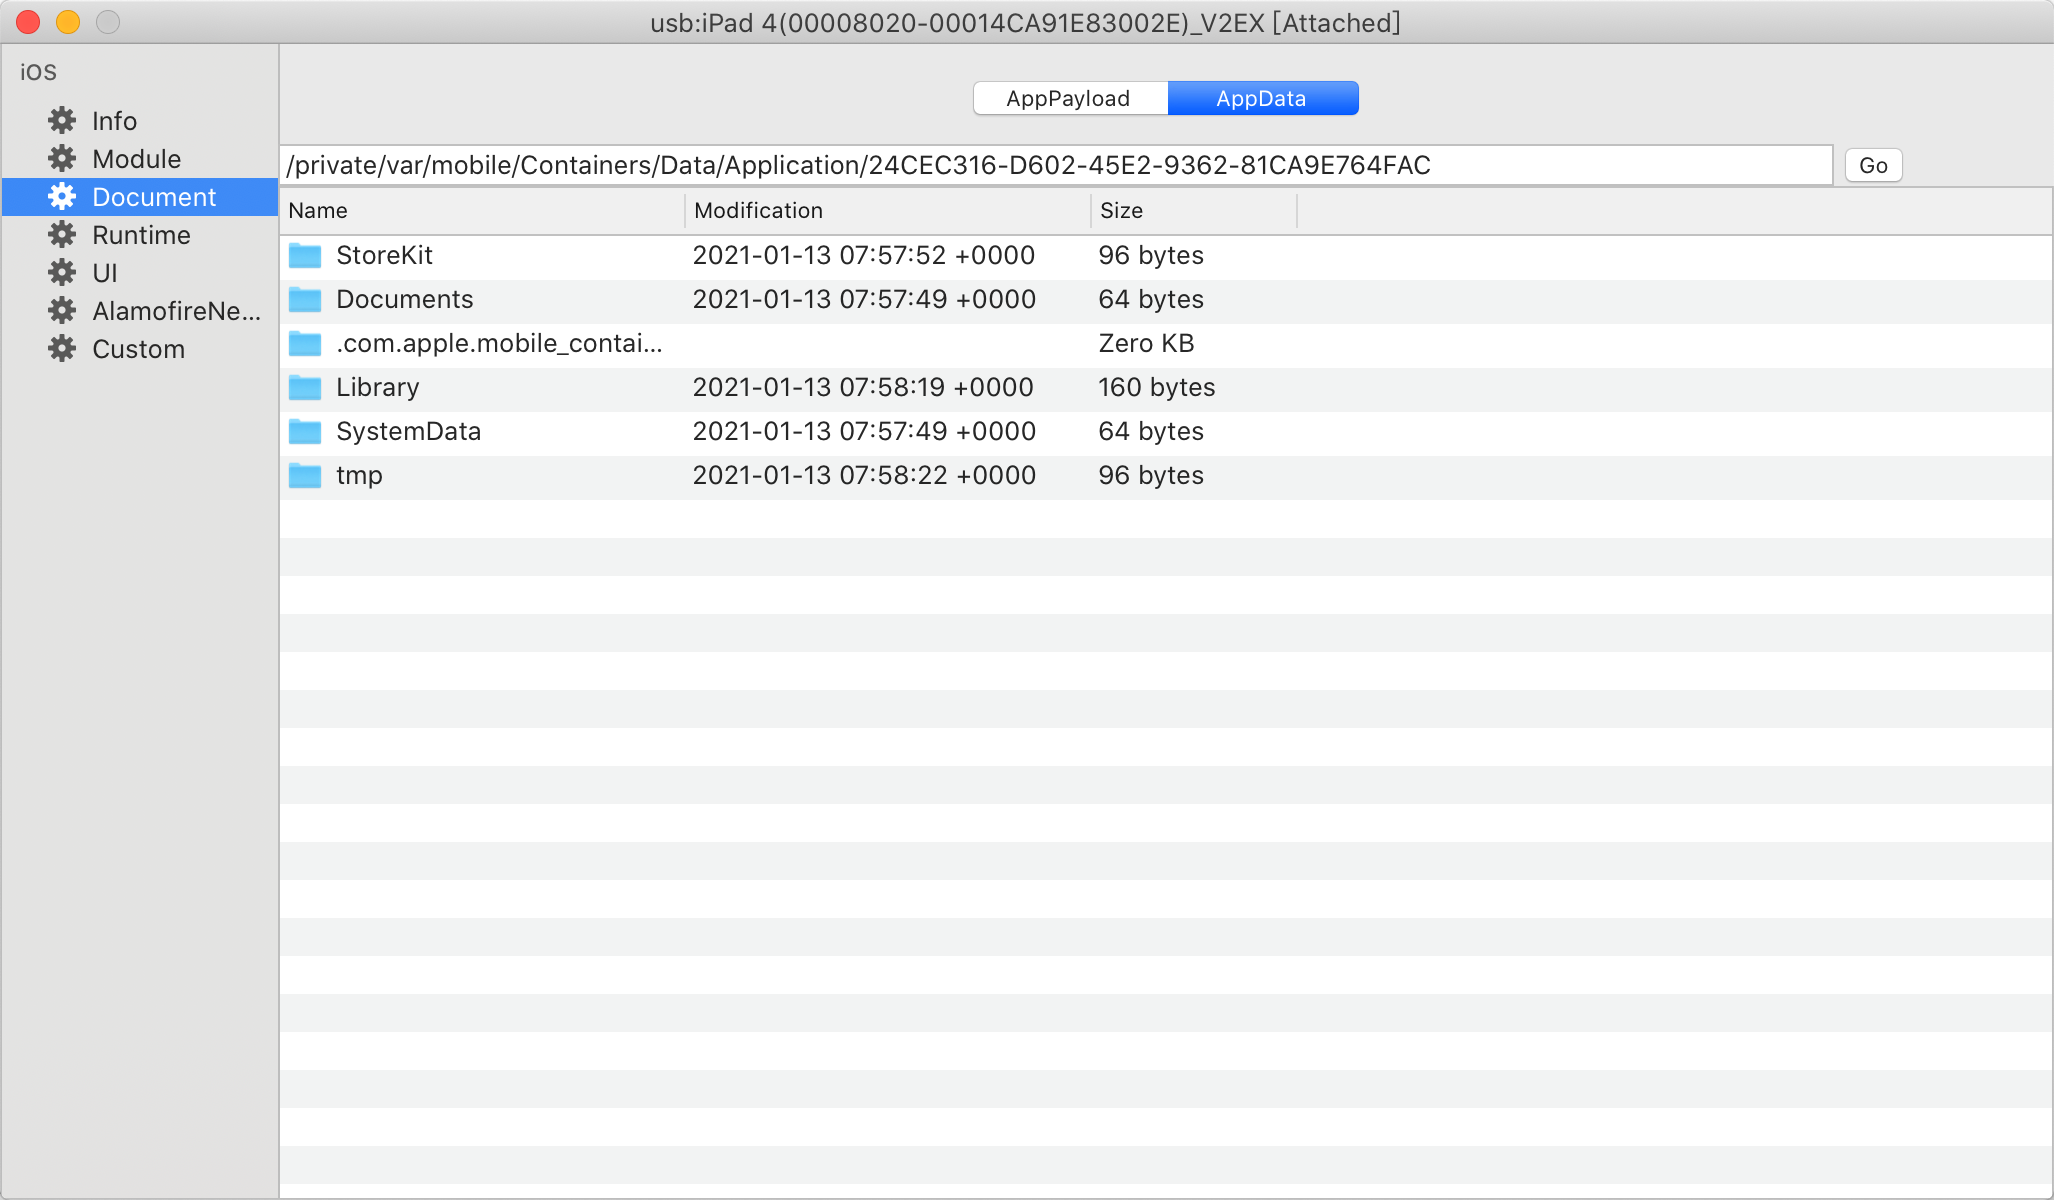 usb:iPad 4(00008020-00014CA91E83002E)_V2EX [Attached]
iOS
Info
Module
Document
Runtime
UI
AlamofireNe...
Custom
AppPayload AppData
/private/var/mobile/Containers/Data/Application/24CEC316-D602-45E2-9362-81CA9E764FAC Go
Name Modification Size
StoreKit 2021-01-13 07:57:52 +0000 96 bytes
Documents 2021-01-13 07:57:49 +0000 64 bytes
.com.apple.mobile_contai... Zero KB
Library 2021-01-13 07:58:19 +0000 160 bytes
SystemData 2021-01-13 07:57:49 +0000 64 bytes
tmp 2021-01-13 07:58:22 +0000 96 bytes